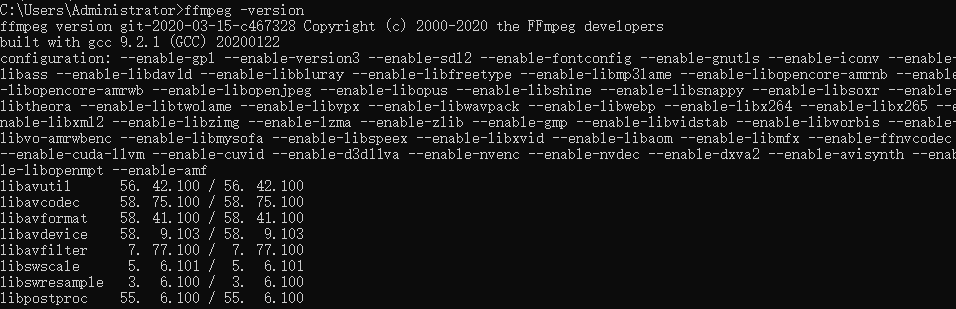 C:\Users\Administrator>ffmpeg -version
ffmpeg version git-2020-03-15-c467328 Copyright (c) 2000-2020 the FFmpeg developers
built with gcc 9.2.1 (GCC) 20200122
configuration: --enable-gpl --enable-version3 --enable-sdl2 --enable-fontconfig --enable-gnutls --enable-iconv --enable-
libass --enable-libdav1d --enable-libbluray --enable-libfreetype --enable-libmp3lame --enable-libopencore-amrnb --enable
-libopencore-amrwb --enable-libopenjpeg --enable-libopus --enable-libshine --enable-libsnappy --enable-libsoxr --enable-
libtheora --enable-libtwolame --enable-libvpx --enable-libwavpack --enable-libwebp --enable-libx264 --enable-libx265 --e
nable-libxml2 --enable-libzimg --enable-lzma --enable-zlib --enable-gmp --enable-libvidstab --enable-libvorbis --enable-
libvo-amrwbenc --enable-libmysofa --enable-libspeex --enable-libxvid --enable-libaom --enable-libmfx --enable-ffnvcodec
--enable-cuda-llvm --enable-cuvid --enable-d3d11va --enable-nvenc --enable-nvdec --enable-dxva2 --enable-avisynth --enab
le-libopenmpt --enable-amf
libavutil      56. 42.100 / 56. 42.100
libavcodec     58. 75.100 / 58. 75.100
libavformat    58. 41.100 / 58. 41.100
libavdevice    58.  9.103 / 58.  9.103
libavfilter     7. 77.100 /  7. 77.100
libswscale      5.  6.101 /  5.  6.101
libswresample   3.  6.100 /  3.  6.100
libpostproc    55.  6.100 / 55.  6.100